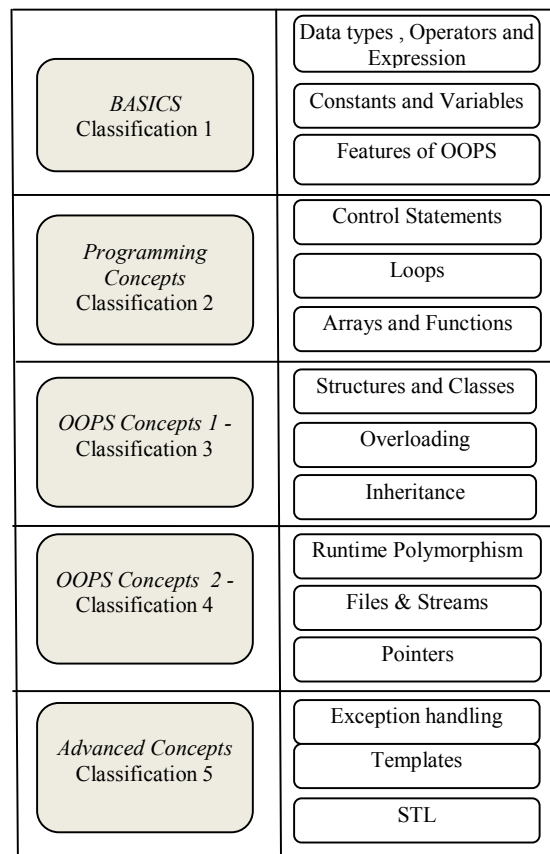 BASICS
Classification 1
Data types , Operators and
Expression
Constants and Variables
Features of OOPS
Programming
Concepts
Classification 2
Control Statements
Loops
Arrays and Functions
OOPS Concepts 1 -
Classification 3
Structures and Classes
Overloading
Inheritance
OOPS Concepts 2 -
Classification 4
Runtime Polymorphism
Files & Streams
Pointers
Advanced Concepts
Classification 5
Exception handling
Templates
STL